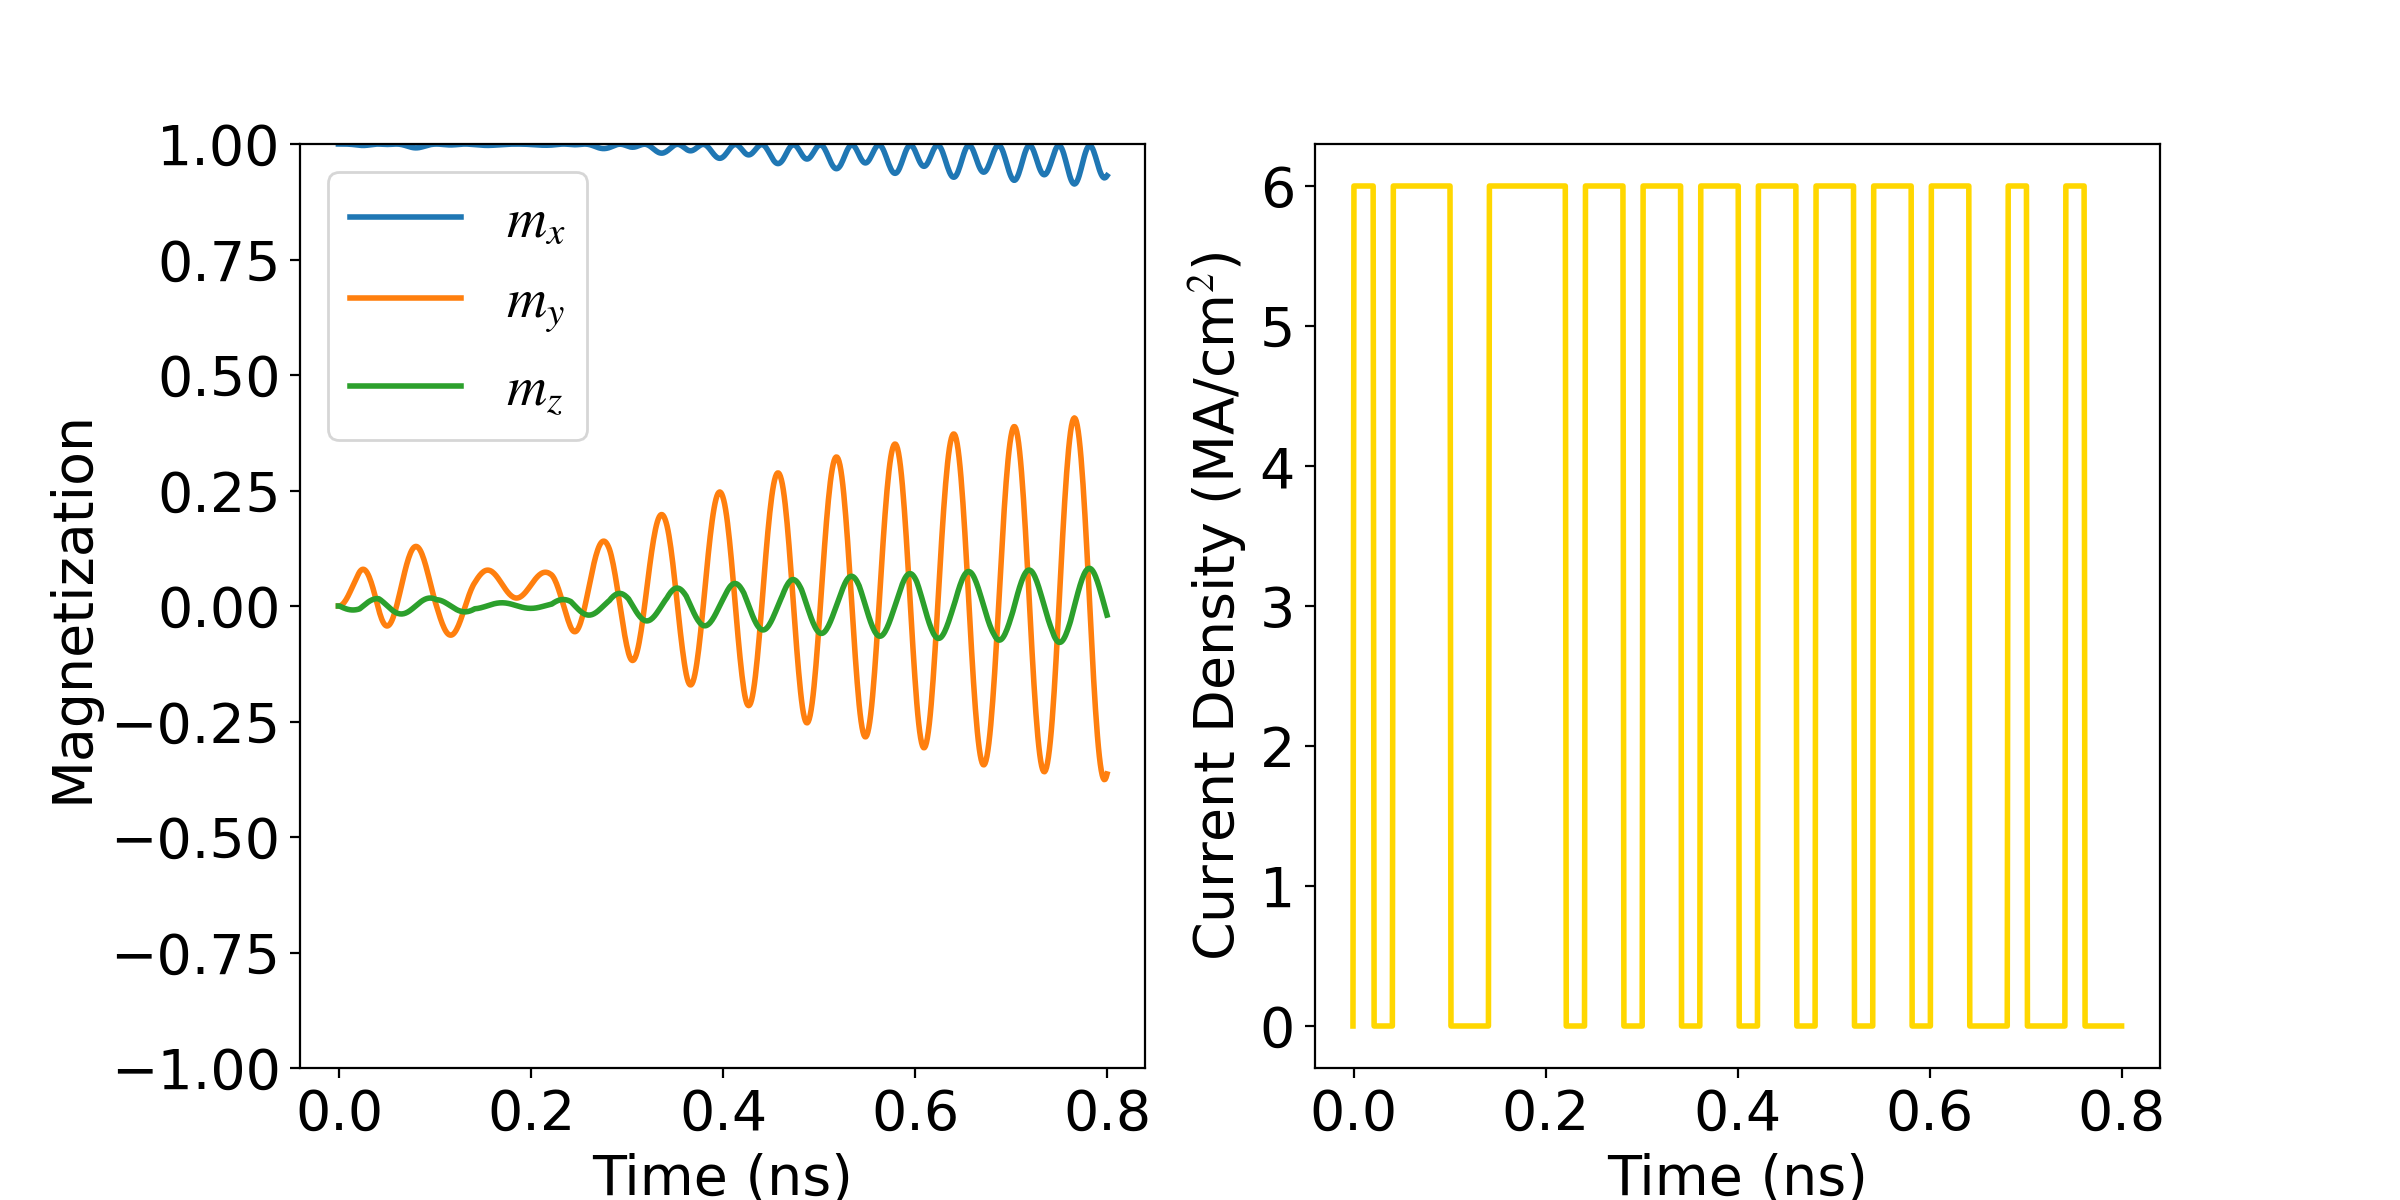 Magnetization
1.00
0.75
0.50
0.25
0.00
−0.25
−0.50
−0.75
−1.00
m_x
m_y
m_z
0.0 0.2 0.4 0.6 0.8
Time (ns)
Current Density (MA/cm²)
6
5
4
3
2
1
0
0.0 0.2 0.4 0.6 0.8
Time (ns)